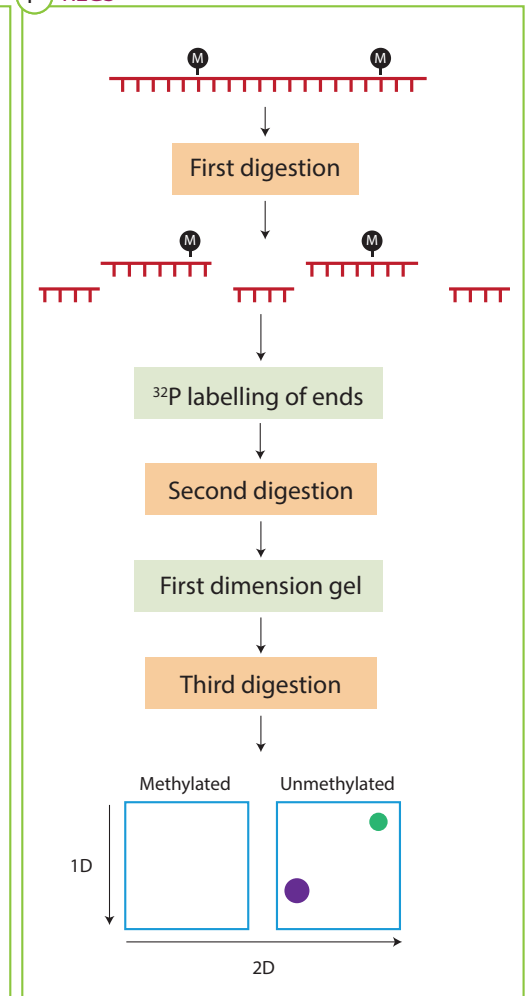 M M
First digestion
M M
³²P labelling of ends
Second digestion
First dimension gel
Third digestion
Methylated Unmethylated
1D
2D